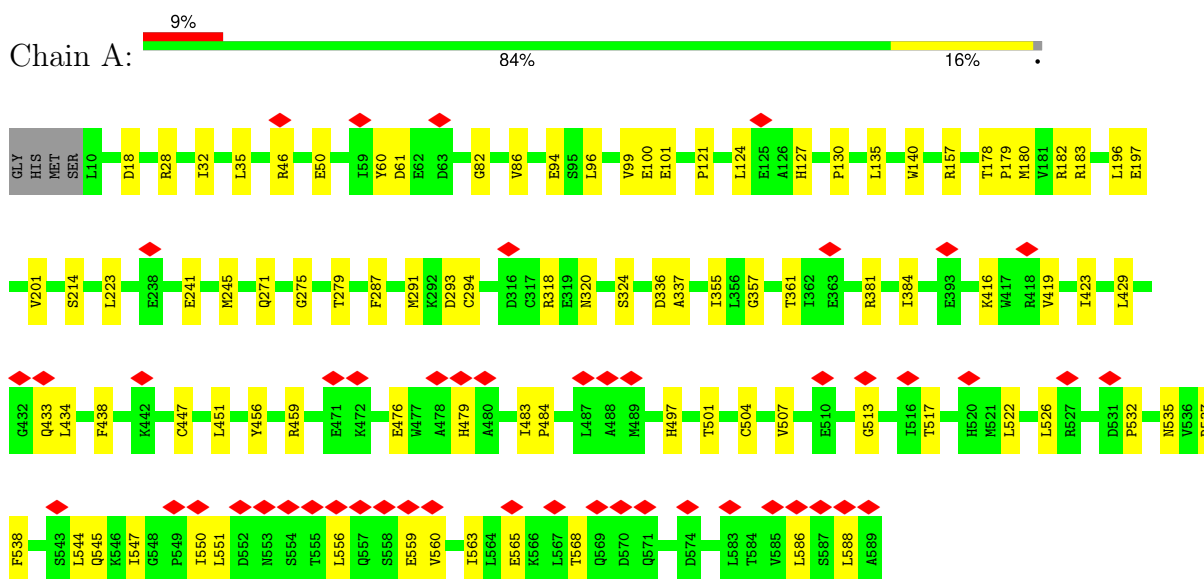 9%
Chain A:
84% 16% •
GLY HIS MET SER L10 D18 R28 I32 L35 R46 E50 I59 Y60 D61 E62 D63 G82 V86 E94 S95 L96 V99 E100 E101 P121 L124 E125 A126 H127 P130 L135 W140 R157 T178 P179 M180 V181 R182 R183 L196 E197
V201 S214 L223 E238 E241 M245 Q271 G275 T279 F287 M291 K292 D293 C294 D316 C317 R318 E319 N320 S324 D336 A337 I355 L356 G357 T361 I362 E363 R381 I384 E393 K416 W417 R418 V419 I423 L429
G432 Q433 L434 F438 K442 C447 L451 Y456 R459 E471 K472 E476 W477 A478 H479 A480 I483 P484 L487 A488 M489 H497 T501 C504 V507 E510 G513 I516 T517 H520 M521 L522 L526 R527 D531 P532 N535 V536
F538 S543 L544 Q545 K546 I547 G548 P549 I550 L551 D552 N553 S554 T555 L556 Q557 S558 E559 V560 I563 L564 E565 K566 L567 T568 Q569 D570 Q571 D574 L583 T584 V585 L586 S587 L588 A589